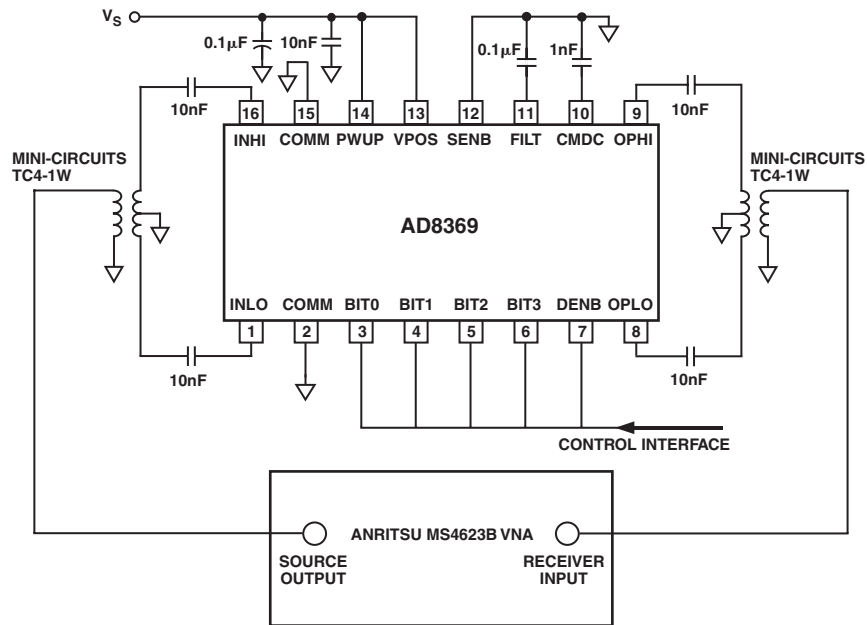 VS
0.1μF
10nF
0.1μF
1nF
10nF
10nF
16
15
14
13
12
11
10
9
INHI
COMM
PWUP
VPOS
SENB
FILT
CMDC
OPHI
MINI-CIRCUITS
TC4-1W
MINI-CIRCUITS
TC4-1W
AD8369
INLO
COMM
BIT0
BIT1
BIT2
BIT3
DENB
OPLO
1
2
3
4
5
6
7
8
10nF
10nF
CONTROL INTERFACE
ANRITSU MS4623B VNA
SOURCE
OUTPUT
RECEIVER
INPUT